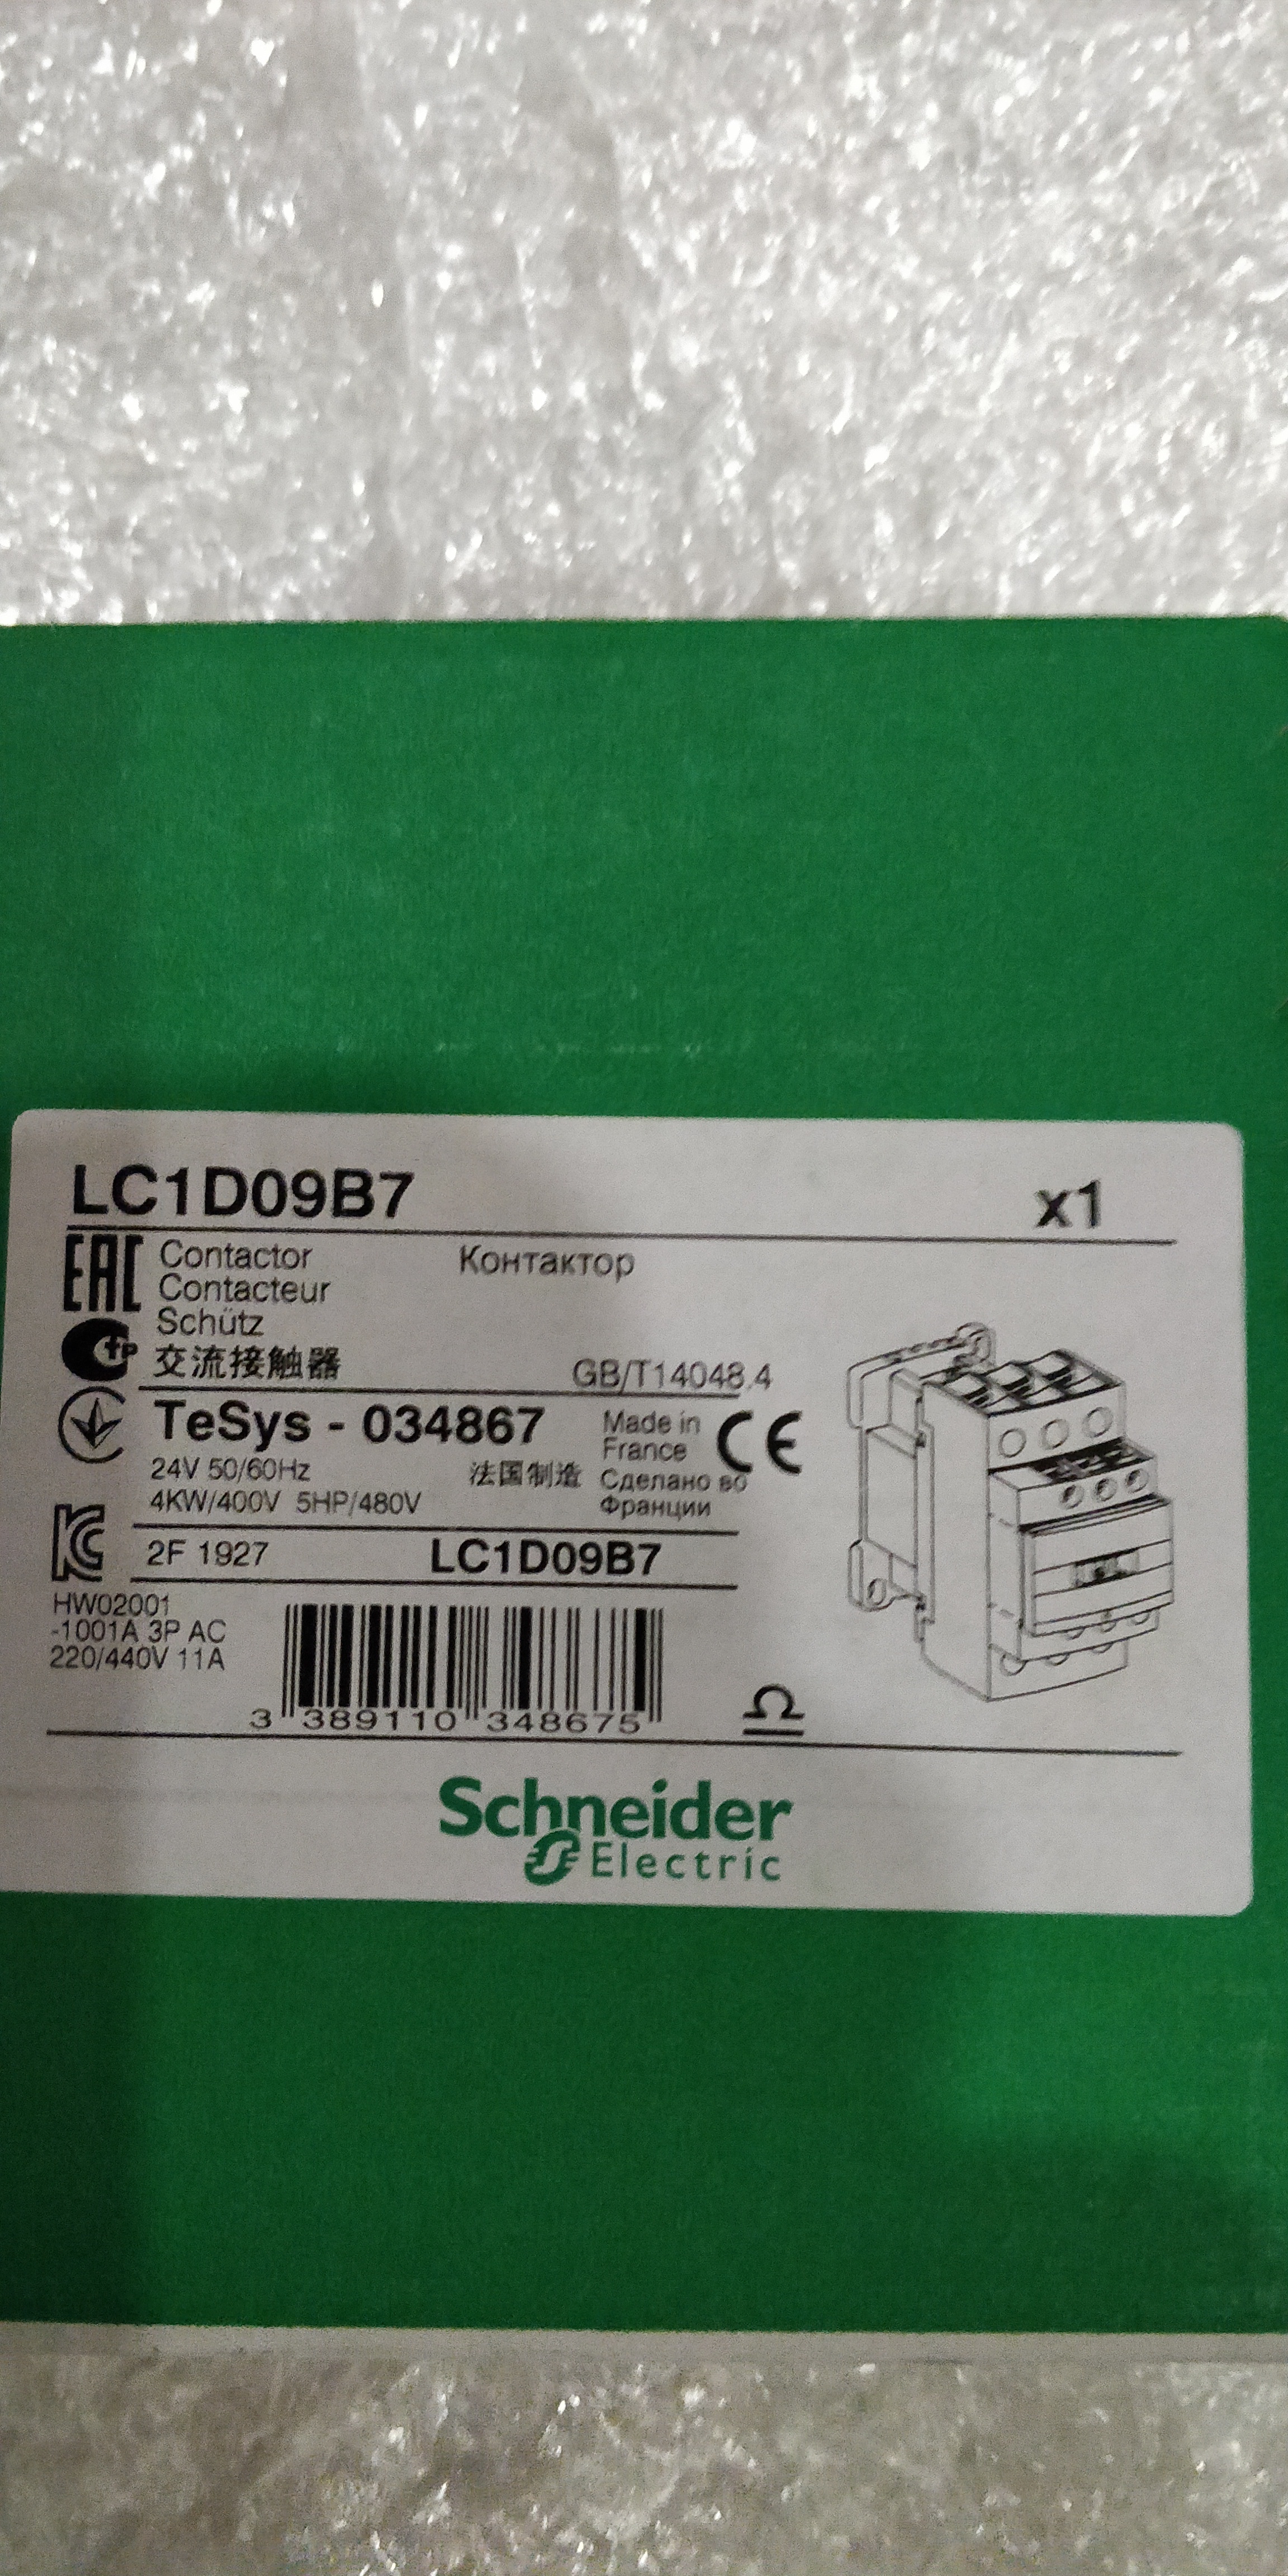 LC1D09B7 x1
EAC Contactor Контактор
Contacteur
Schütz
交流接触器 GB/T14048.4
TeSys - 034867 Made in France CE
24V 50/60Hz 法国制造 Сделано во Франции
4KW/400V 5HP/480V
2F 1927 LC1D09B7
HW02001
-1001A 3P AC
220/440V 11A
3 389110 348675
Schneider
Electric